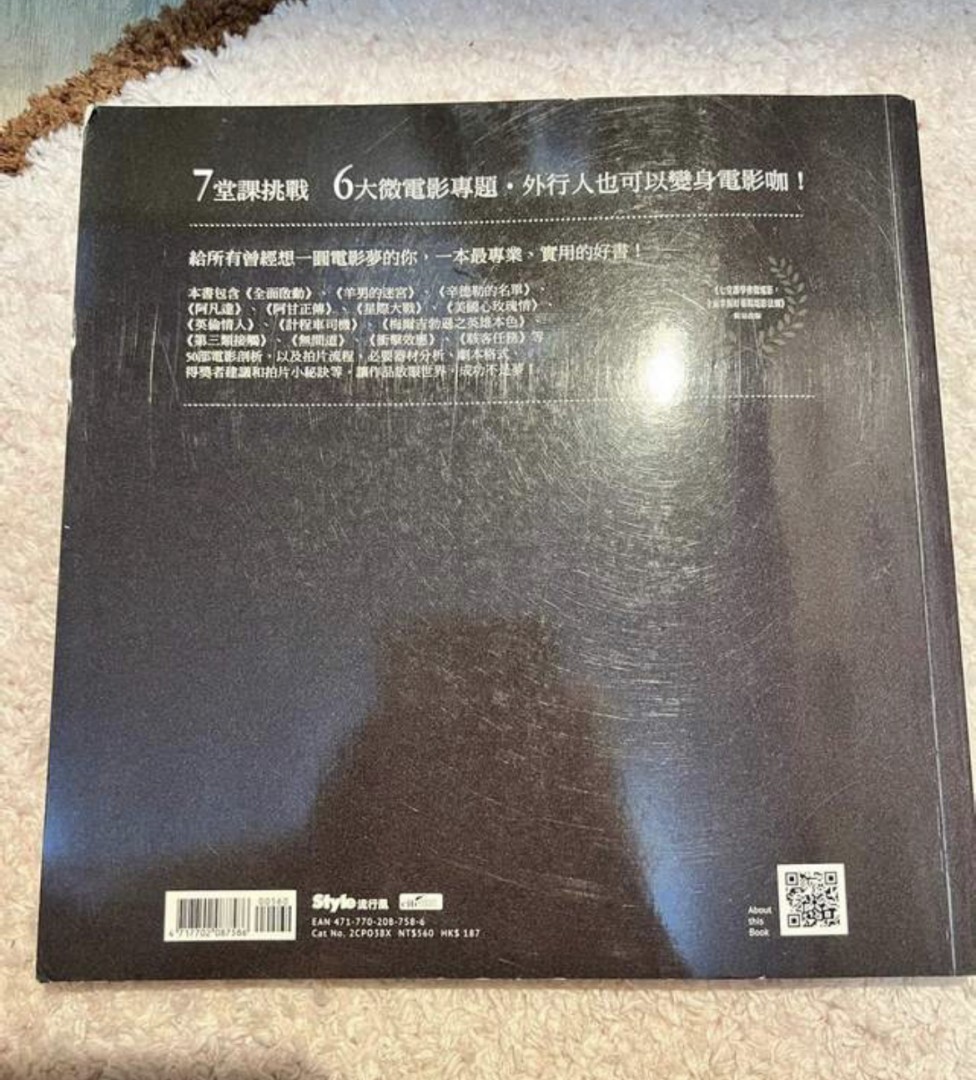 7堂課挑戰 6大微電影專題・外行人也可以變身電影咖！
給所有曾經想一圓電影夢的你，一本最專業、實用的好書！
本書包含《全面啟動》、《羊男的迷宮》、《辛德勒的名單》、
《阿凡達》、《阿甘正傳》、《星際大戰》、《美國心玫瑰情》、
《英倫情人》、《計程車司機》、《梅爾吉勃遜之英雄本色》、
《第三類接觸》、《無間道》、《衝擊效應》、《駭客任務》等
50部電影剖析，以及拍片流程，必要器材分析、劇本格式、
得獎者建議和拍片小秘訣等，讓作品放眼世界，成功不是夢！
00160
4 717702 087586
Style 流行風
EAN 471-770-208-758-6
Cat No. 2CPO38X NT$560 HK$ 187
About
this
Book